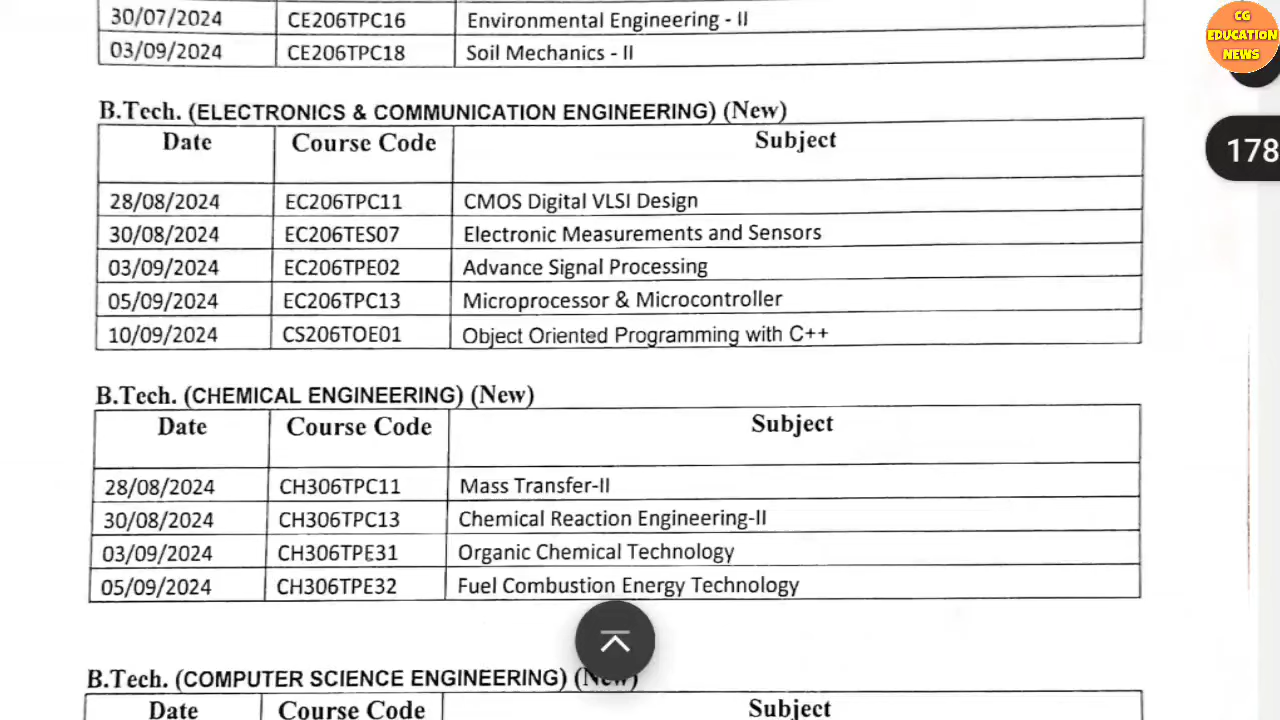 30/07/2024 CE206TPC16 Environmental Engineering - II
03/09/2024 CE206TPC18 Soil Mechanics - II
CG
EDUCATION
NEWS
178
B.Tech. (ELECTRONICS & COMMUNICATION ENGINEERING) (New)
Date Course Code Subject
28/08/2024 EC206TPC11 CMOS Digital VLSI Design
30/08/2024 EC206TES07 Electronic Measurements and Sensors
03/09/2024 EC206TPE02 Advance Signal Processing
05/09/2024 EC206TPC13 Microprocessor & Microcontroller
10/09/2024 CS206TOE01 Object Oriented Programming with C++
B.Tech. (CHEMICAL ENGINEERING) (New)
Date Course Code Subject
28/08/2024 CH306TPC11 Mass Transfer-II
30/08/2024 CH306TPC13 Chemical Reaction Engineering-II
03/09/2024 CH306TPE31 Organic Chemical Technology
05/09/2024 CH306TPE32 Fuel Combustion Energy Technology
B.Tech. (COMPUTER SCIENCE ENGINEERING) (New)
Date Course Code Subject